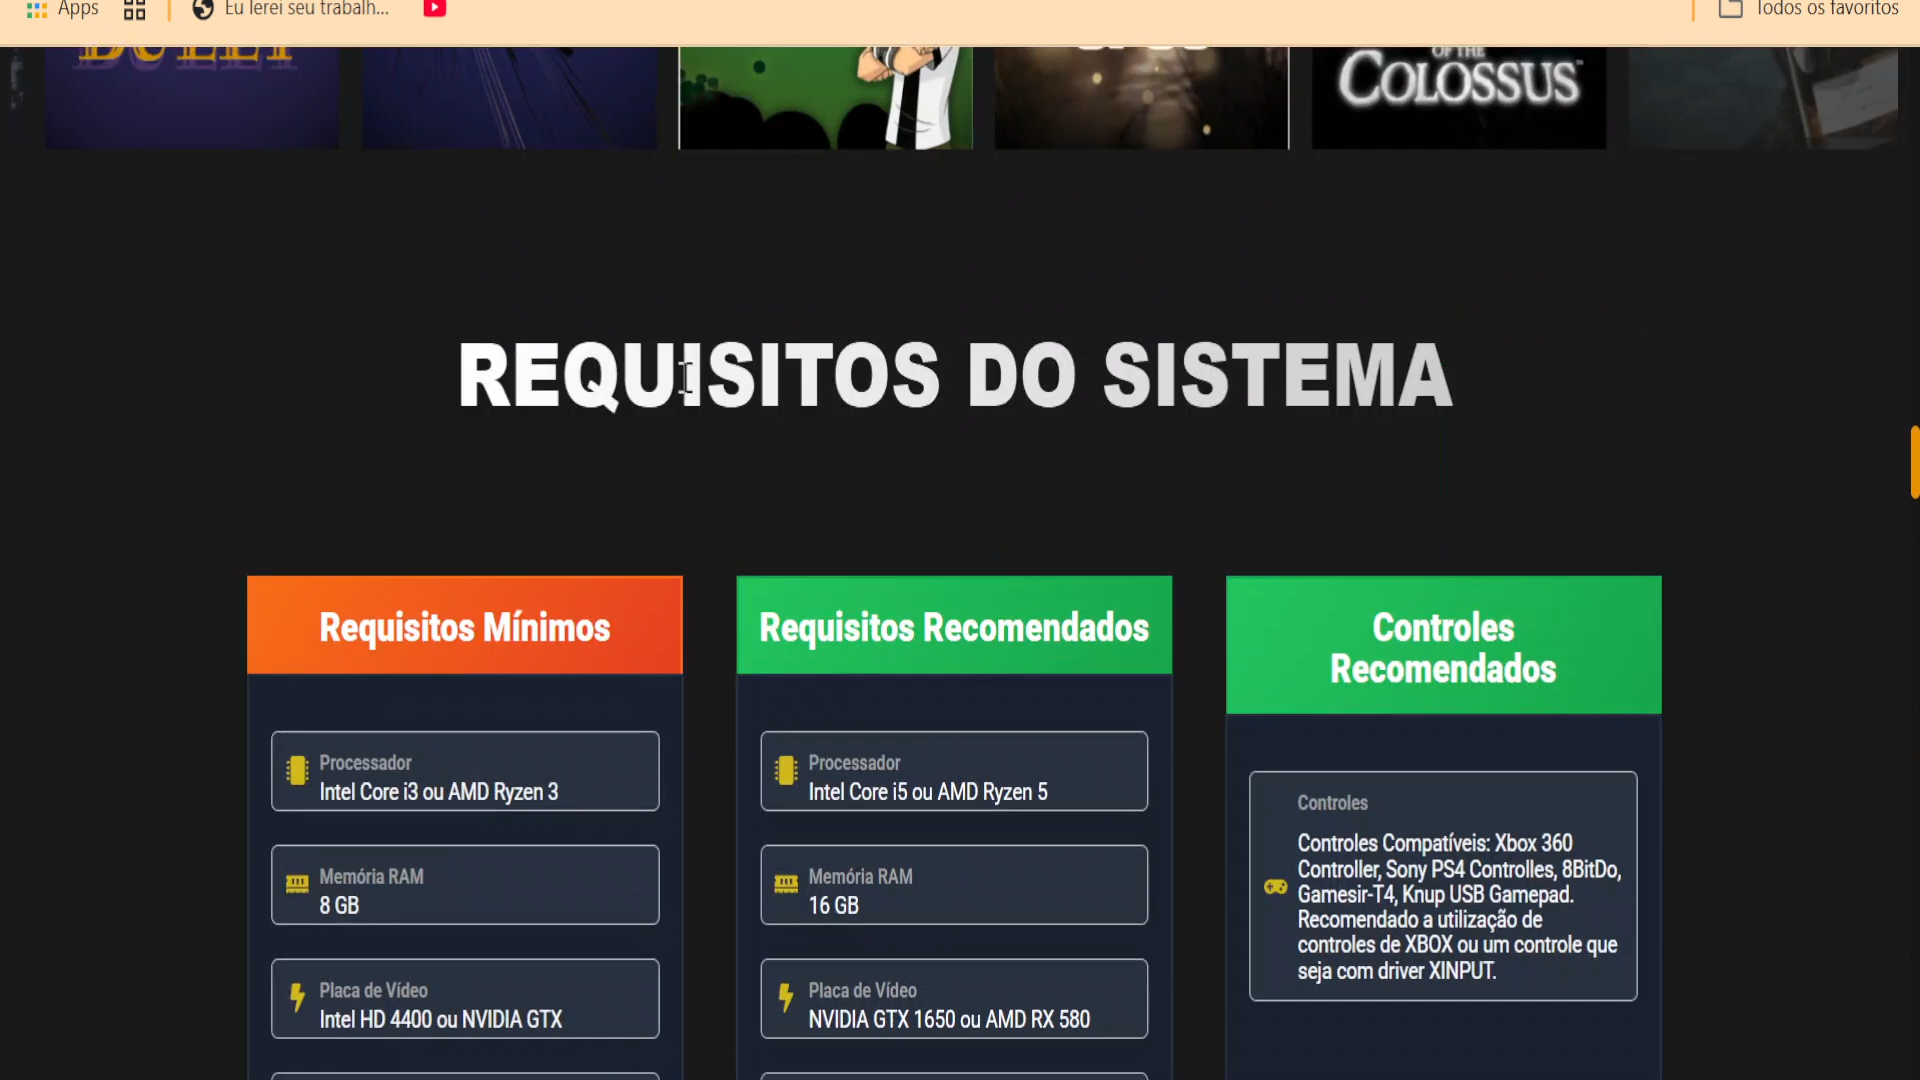 Apps
Eu lerei seu trabalh...
Todos os favoritos
BULLY
OF THE
COLOSSUS
REQUISITOS DO SISTEMA
Requisitos Mínimos
Processador
Intel Core i3 ou AMD Ryzen 3
Memória RAM
8 GB
Placa de Vídeo
Intel HD 4400 ou NVIDIA GTX
Requisitos Recomendados
Processador
Intel Core i5 ou AMD Ryzen 5
Memória RAM
16 GB
Placa de Vídeo
NVIDIA GTX 1650 ou AMD RX 580
Controles
Recomendados
Controles
Controles Compatíveis: Xbox 360
Controller, Sony PS4 Controlles, 8BitDo,
Gamesir-T4, Knup USB Gamepad.
Recomendado a utilização de
controles de XBOX ou um controle que
seja com driver XINPUT.